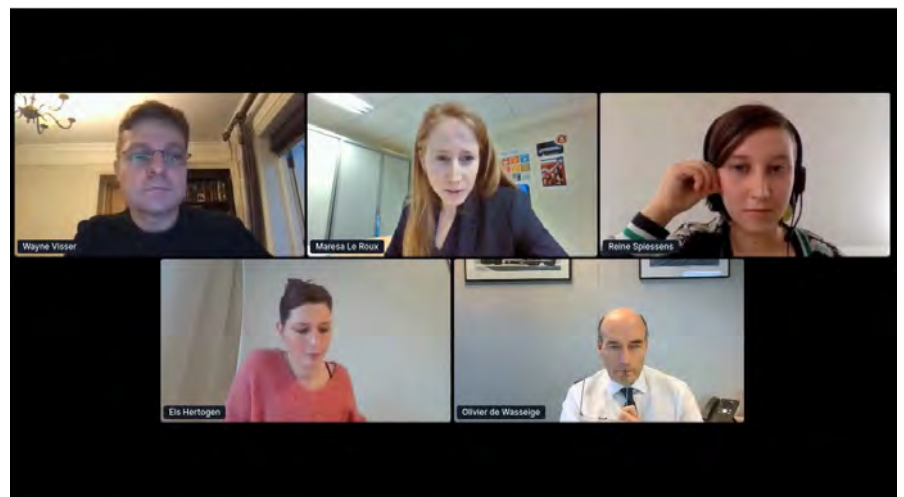 Wayne Visser
Maresa Le Roux
Reine Spiessens
Els Hertogen
Olivier de Wasseige